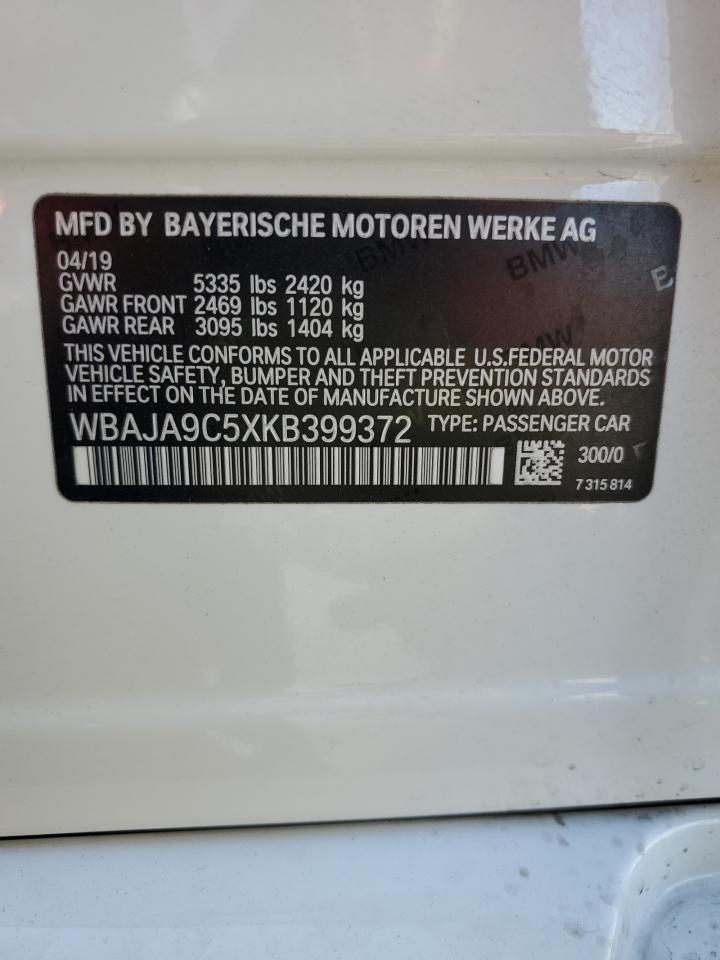 MFD BY BAYERISCHE MOTOREN WERKE AG
04/19
GVWR 5335 lbs 2420 kg
GAWR FRONT 2469 lbs 1120 kg
GAWR REAR 3095 lbs 1404 kg
THIS VEHICLE CONFORMS TO ALL APPLICABLE U.S.FEDERAL MOTOR
VEHICLE SAFETY, BUMPER AND THEFT PREVENTION STANDARDS
IN EFFECT ON THE DATE OF MANUFACTURE SHOWN ABOVE.
WBAJA9C5XKB399372 TYPE: PASSENGER CAR
300/0
7 315 814
BMW
BMW
BMW